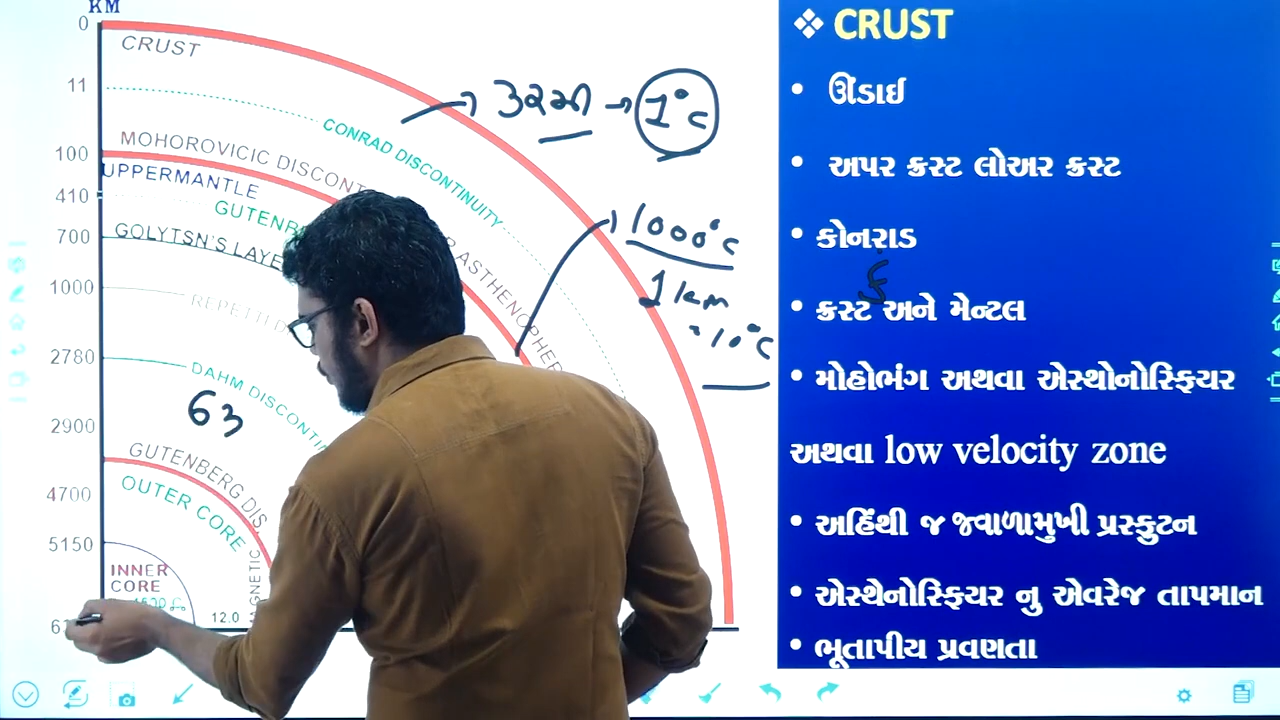 KM
0
CRUST
11
CONRAD DISCONTINUITY
MOHOROVICIC DISCONT
100
UPPERMANTLE
410
GUTENB
700
GOLYTSN'S LAYE
ASTHENOPHER
1000
REPETTED
2780
DAHM DISCONTI
63
2900
GUTENBERG DIS
4700
OUTER CORE
5150
INNER
CORE
12.0
3૨મી → 1°C
1000°C
1 km
10°C
❖ CRUST
• ઊંડાઈ
• અપર ક્રસ્ટ લોઅર ક્રસ્ટ
• કોનરાડ
• ક્રસ્ટ અને મેન્ટલ
• મોહોભંગ અથવા એસ્થોનોસ્ફિયર
અથવા low velocity zone
• અહિંથી જ જ્વાળામુખી પ્રસ્ફુટન
• એસ્થેનોસ્ફિયર નુ એવરેજ તાપમાન
• ભૂતાપીય પ્રવણતા